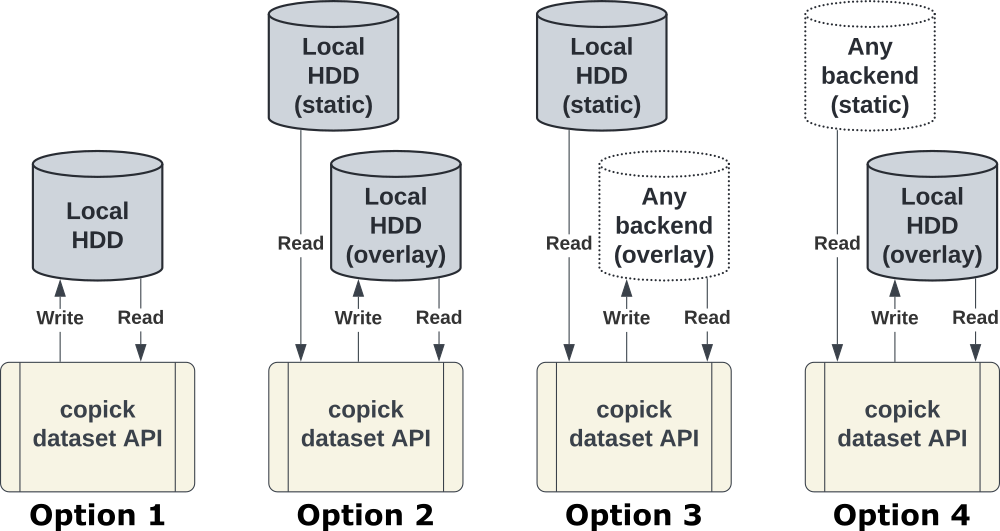 Local
HDD
Write
Read
copick
dataset API
Option 1
Local
HDD
(static)
Local
HDD
(overlay)
Read
Write
Read
copick
dataset API
Option 2
Local
HDD
(static)
Any
backend
(overlay)
Read
Write
Read
copick
dataset API
Option 3
Any
backend
(static)
Local
HDD
(overlay)
Read
Write
Read
copick
dataset API
Option 4